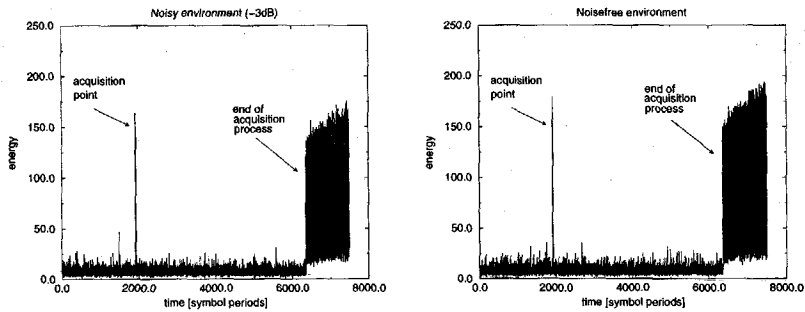 Noisy environment (-3dB)
250.0
200.0
150.0
100.0
50.0
0.0
energy
acquisition
point
end of
acquisition
process
0.0
2000.0
4000.0
6000.0
8000.0
time [symbol periods]
Noisefree environment
250.0
200.0
150.0
100.0
50.0
0.0
energy
acquisition
point
end of
acquisition
process
0.0
2000.0
4000.0
6000.0
8000.0
time [symbol periods]